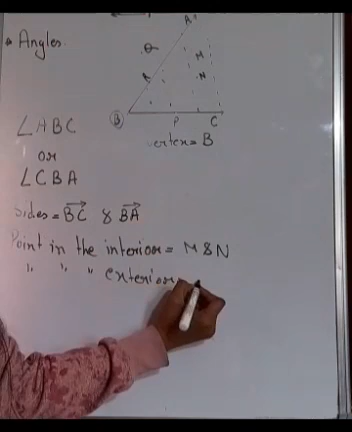 Angles.
A
Q
M
A
N
B
P
C
vertex = B
∠ABC
or
∠CBA
Sides = BC→ & BA→
Point in the interior = M & N
" " " exterior =